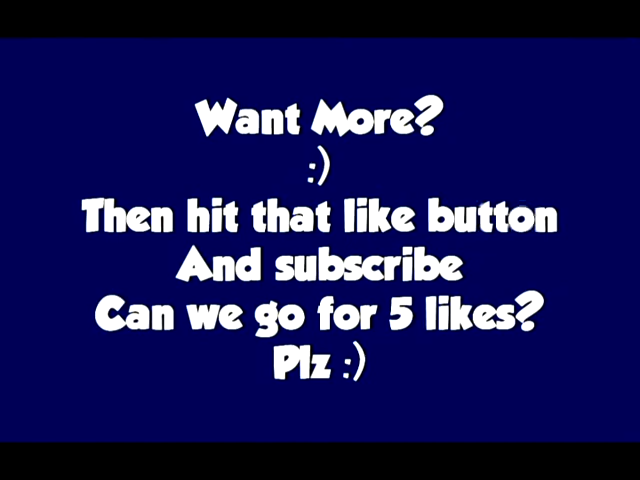 Want More?
:)
Then hit that like button
And subscribe
Can we go for 5 likes?
Plz :)